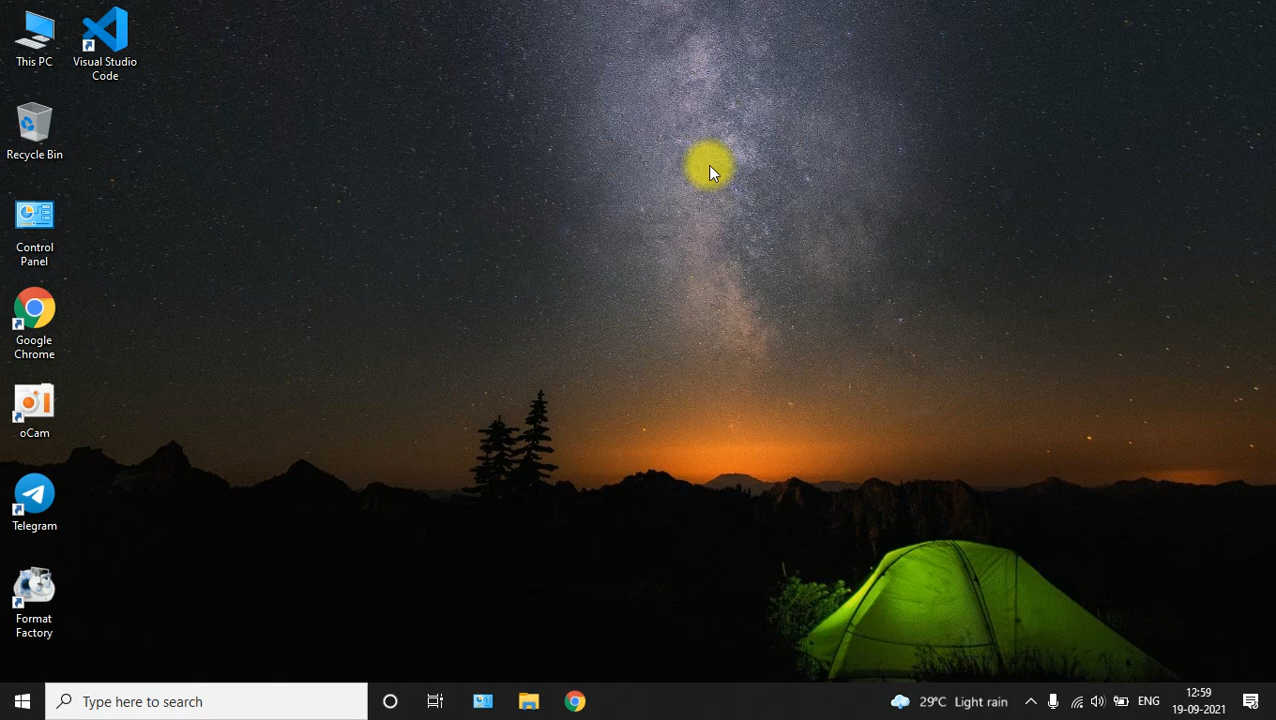 This PC
Visual Studio
Code
Recycle Bin
Control
Panel
Google
Chrome
oCam
Telegram
Format
Factory
Type here to search
29°C Light rain
ENG
12:59
19-09-2021